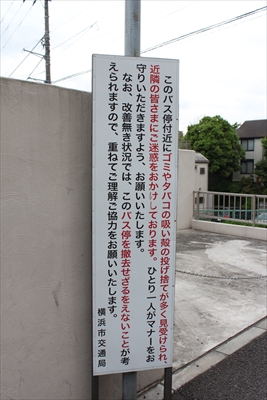 このバス停付近にゴミやタバコの吸い殻の投げ捨てが多く見受けられ、
近隣の皆さまにご迷惑をおかけしております。ひとり一人がマナーをお
守りいただきますよう、お願いいたします。
なお、改善無き状況では、このバス停を撤去せざるをえないことが考
えられますので、重ねてご理解ご協力をお願いいたします。
横浜市交通局